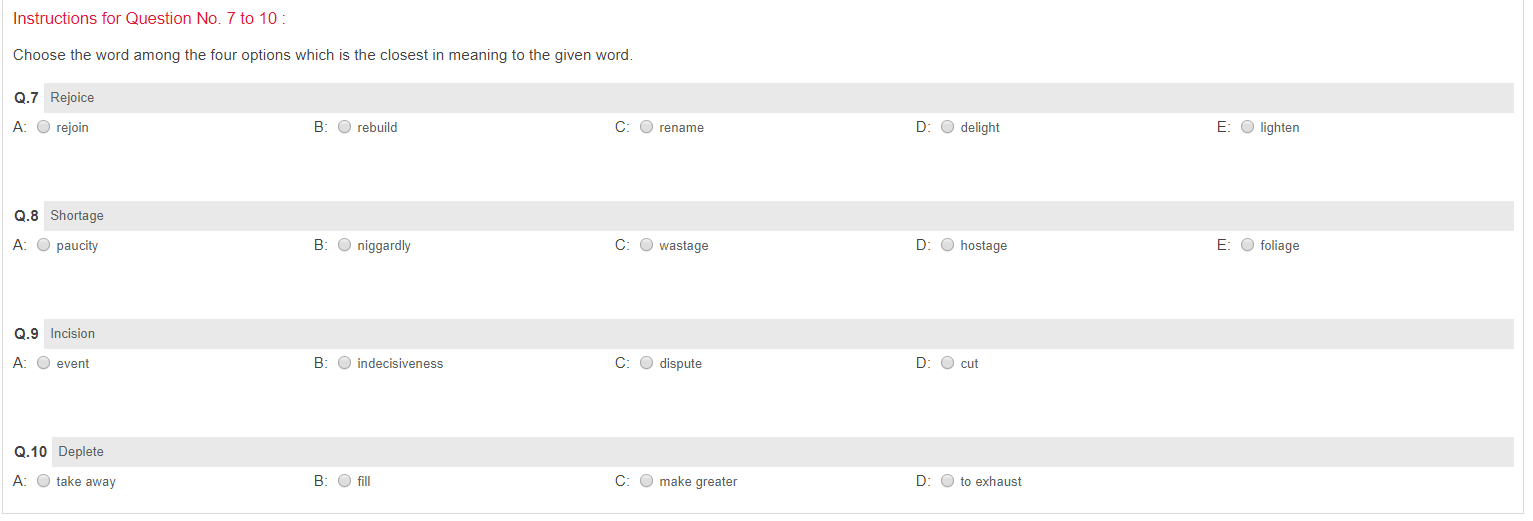 Instructions for Question No. 7 to 10 :
Choose the word among the four options which is the closest in meaning to the given word.
Q.7 Rejoice
A: rejoin B: rebuild C: rename D: delight E: lighten
Q.8 Shortage
A: paucity B: niggardly C: wastage D: hostage E: foliage
Q.9 Incision
A: event B: indecisiveness C: dispute D: cut
Q.10 Deplete
A: take away B: fill C: make greater D: to exhaust